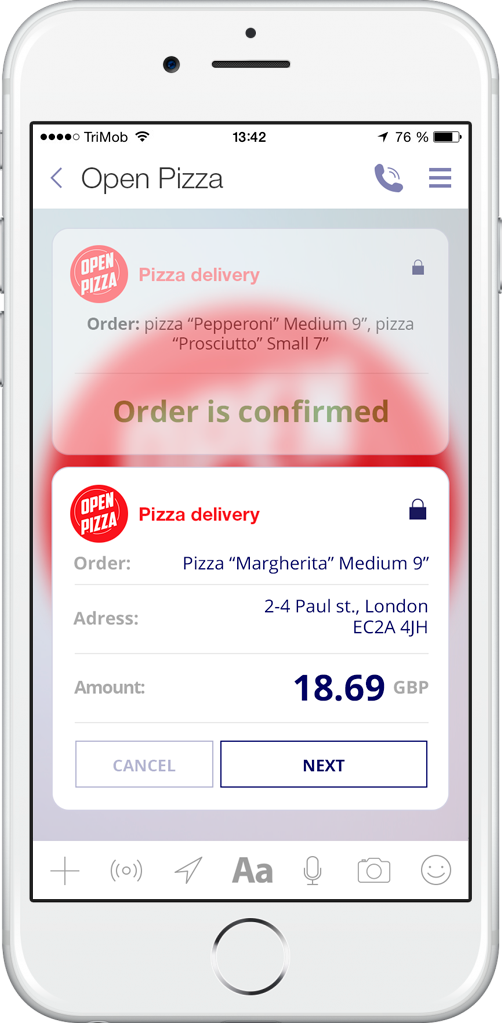 TriMob 13:42 76 %
Open Pizza
OPEN PIZZA
Pizza delivery
Order: pizza “Pepperoni” Medium 9”, pizza
“Prosciutto” Small 7”
Order is confirmed
OPEN PIZZA
Pizza delivery
Order: Pizza “Margherita” Medium 9”
Adress: 2-4 Paul st., London
EC2A 4JH
Amount: 18.69 GBP
CANCEL NEXT
Aa